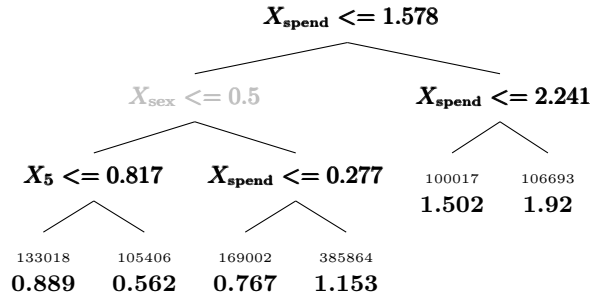 X_spend <= 1.578
X_sex <= 0.5 X_spend <= 2.241
X_5 <= 0.817 X_spend <= 0.277 100017 106693
1.502 1.92
133018 105406 169002 385864
0.889 0.562 0.767 1.153